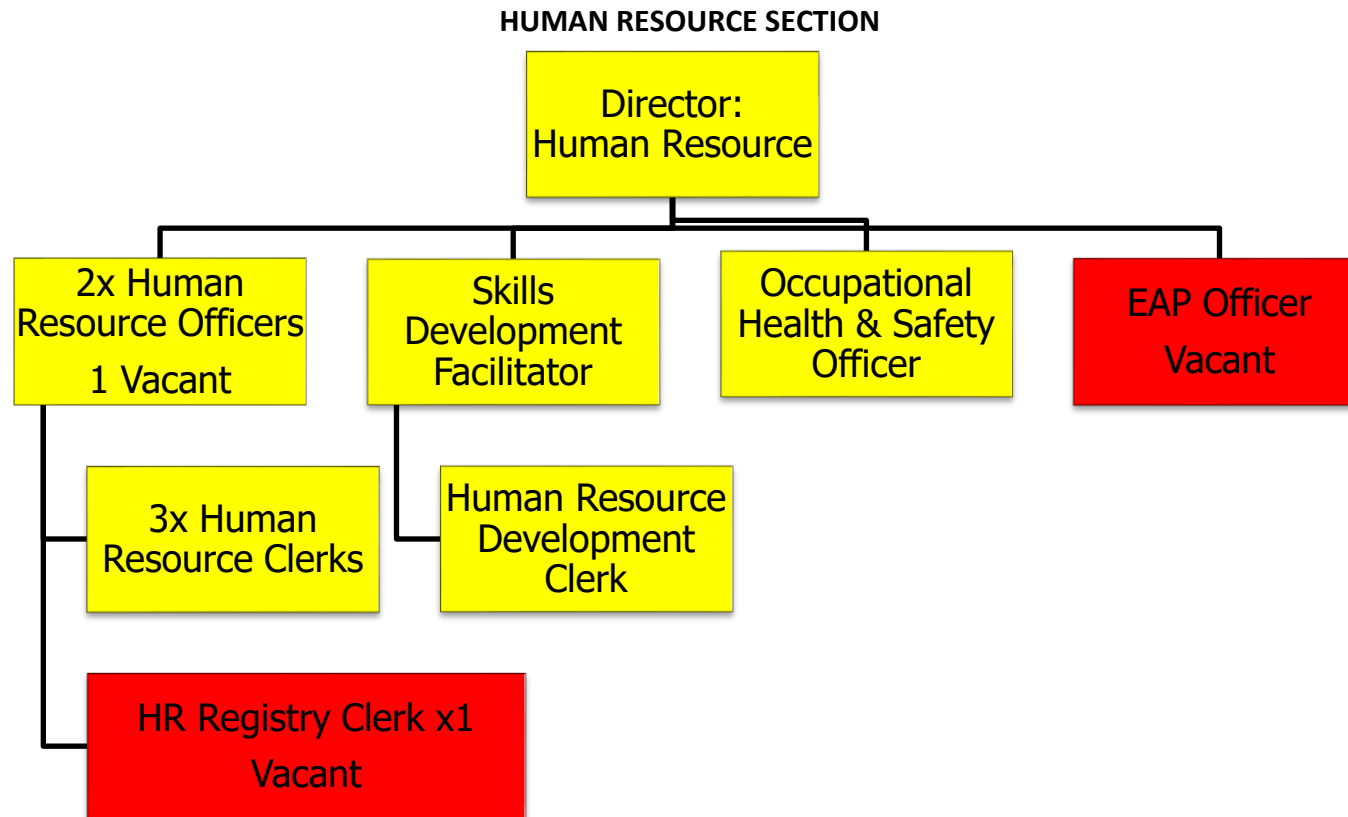 HUMAN RESOURCE SECTION
Director:
Human Resource
2x Human
Resource Officers
1 Vacant
Skills
Development
Facilitator
Occupational
Health & Safety
Officer
EAP Officer
Vacant
3x Human
Resource Clerks
Human Resource
Development
Clerk
HR Registry Clerk x1
Vacant